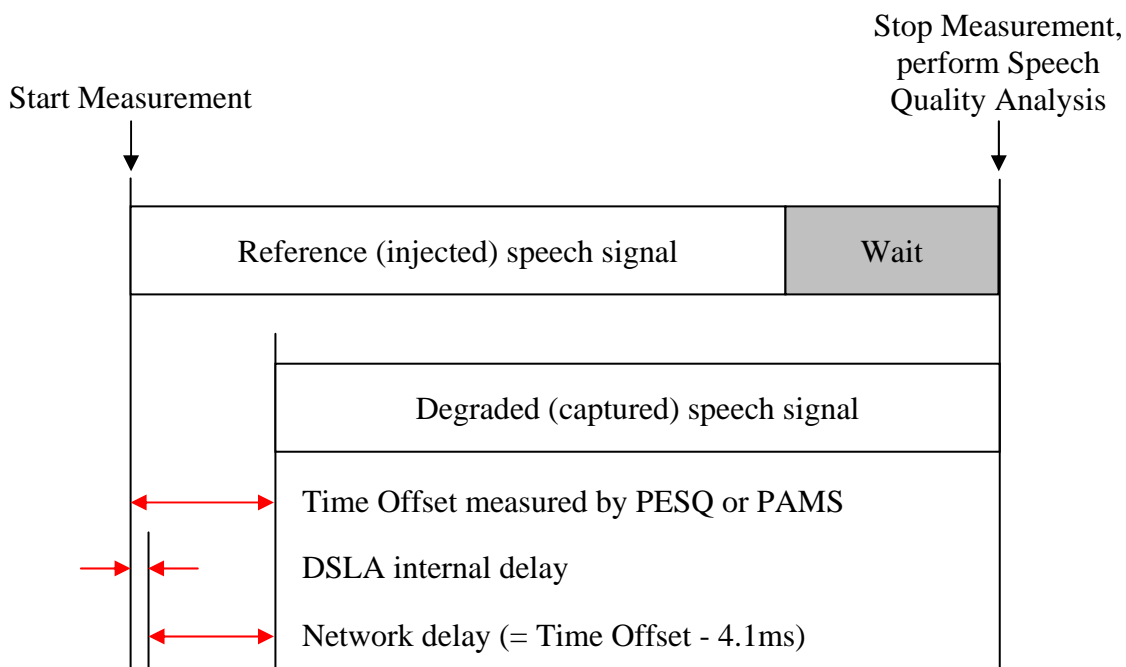 Start Measurement
Stop Measurement,
perform Speech
Quality Analysis
Reference (injected) speech signal
Wait
Degraded (captured) speech signal
Time Offset measured by PESQ or PAMS
DSLA internal delay
Network delay (= Time Offset - 4.1ms)